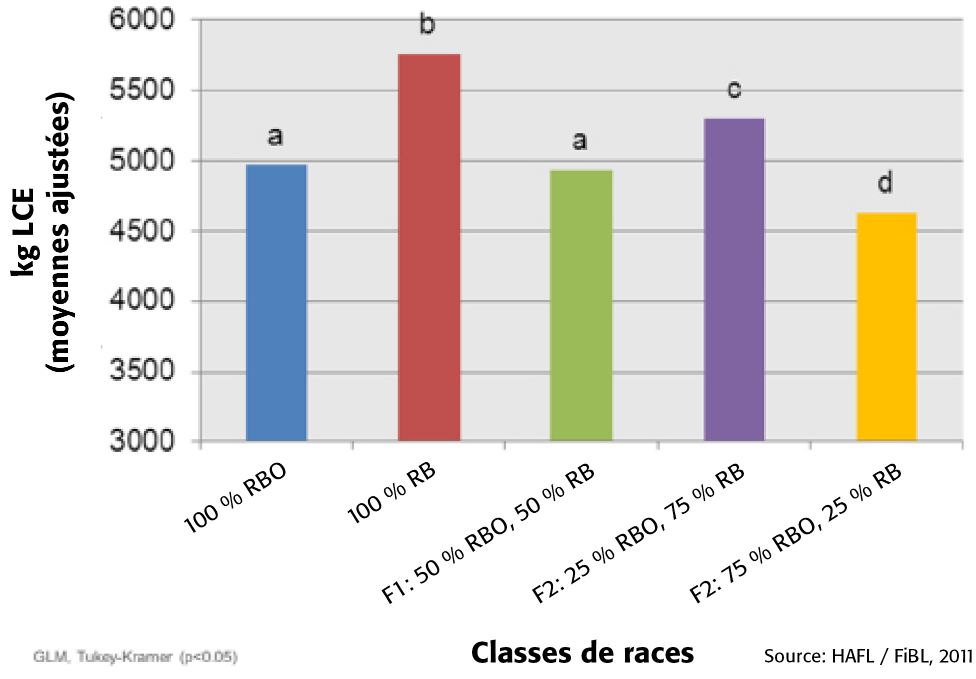 6000
5500
5000
4500
4000
3500
3000
kg LCE
(moyennes ajustées)
a
b
a
c
d
100 % RBO
100 % RB
F1: 50 % RBO, 50 % RB
F2: 25 % RBO, 75 % RB
F2: 75 % RBO, 25 % RB
Classes de races
GLM, Tukey-Kramer (p<0.05)
Source: HAFL / FiBL, 2011